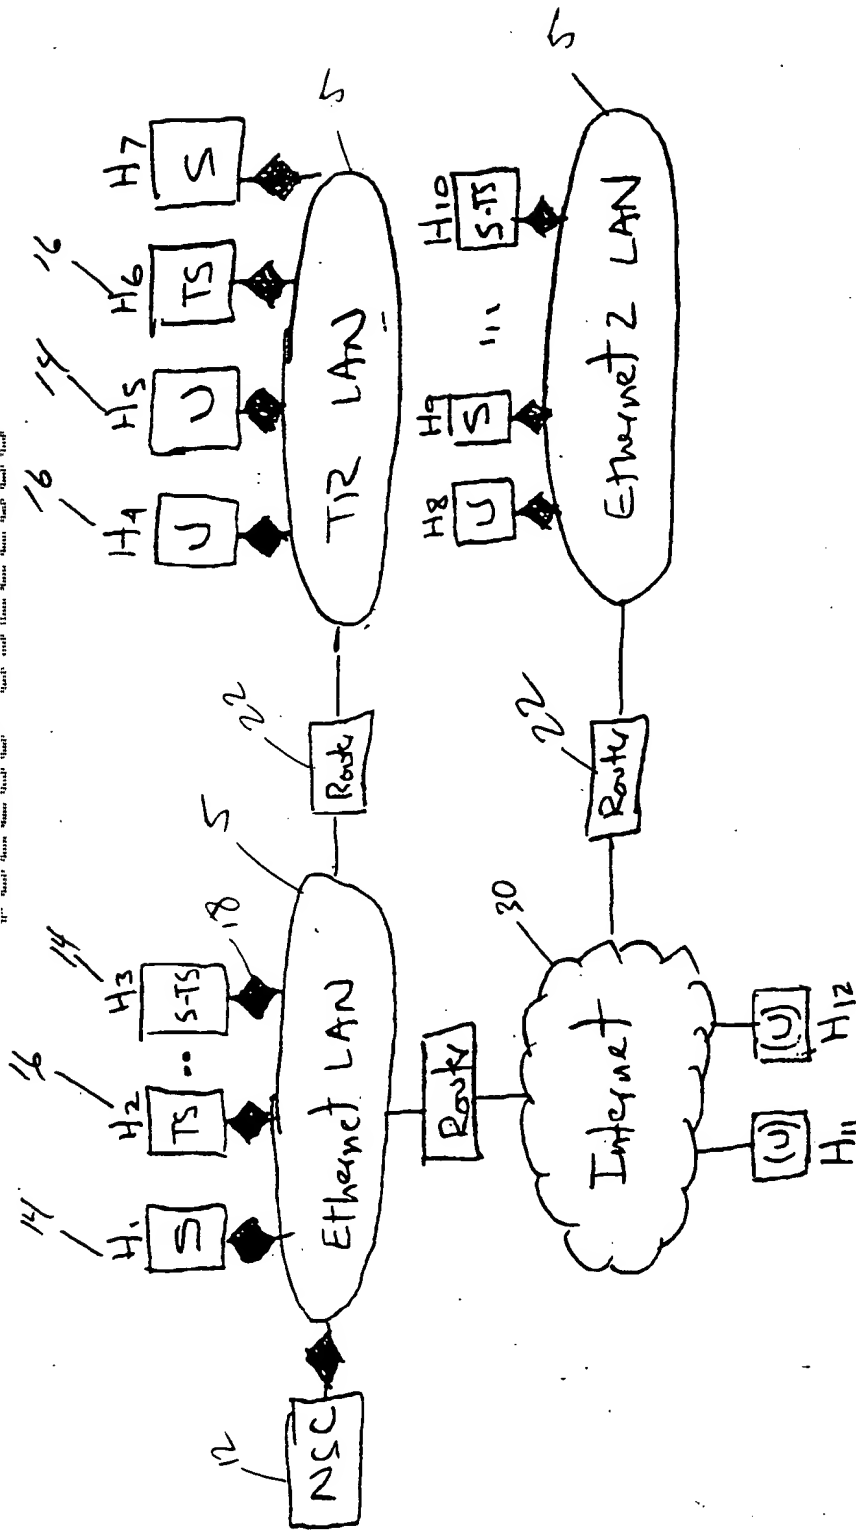 14
16
14
16
14
16
H1
H2
H3
H4
H5
H6
H7
S
TS
..
S-TS
U
U
TS
S
18
5
22
5
12
NSC
Ethernet LAN
Router
T/R LAN
Router
H8
H9
H10
U
S
...
S-TS
30
22
5
Internet
Router
Ethernet 2 LAN
(U)
(U)
H11
H12